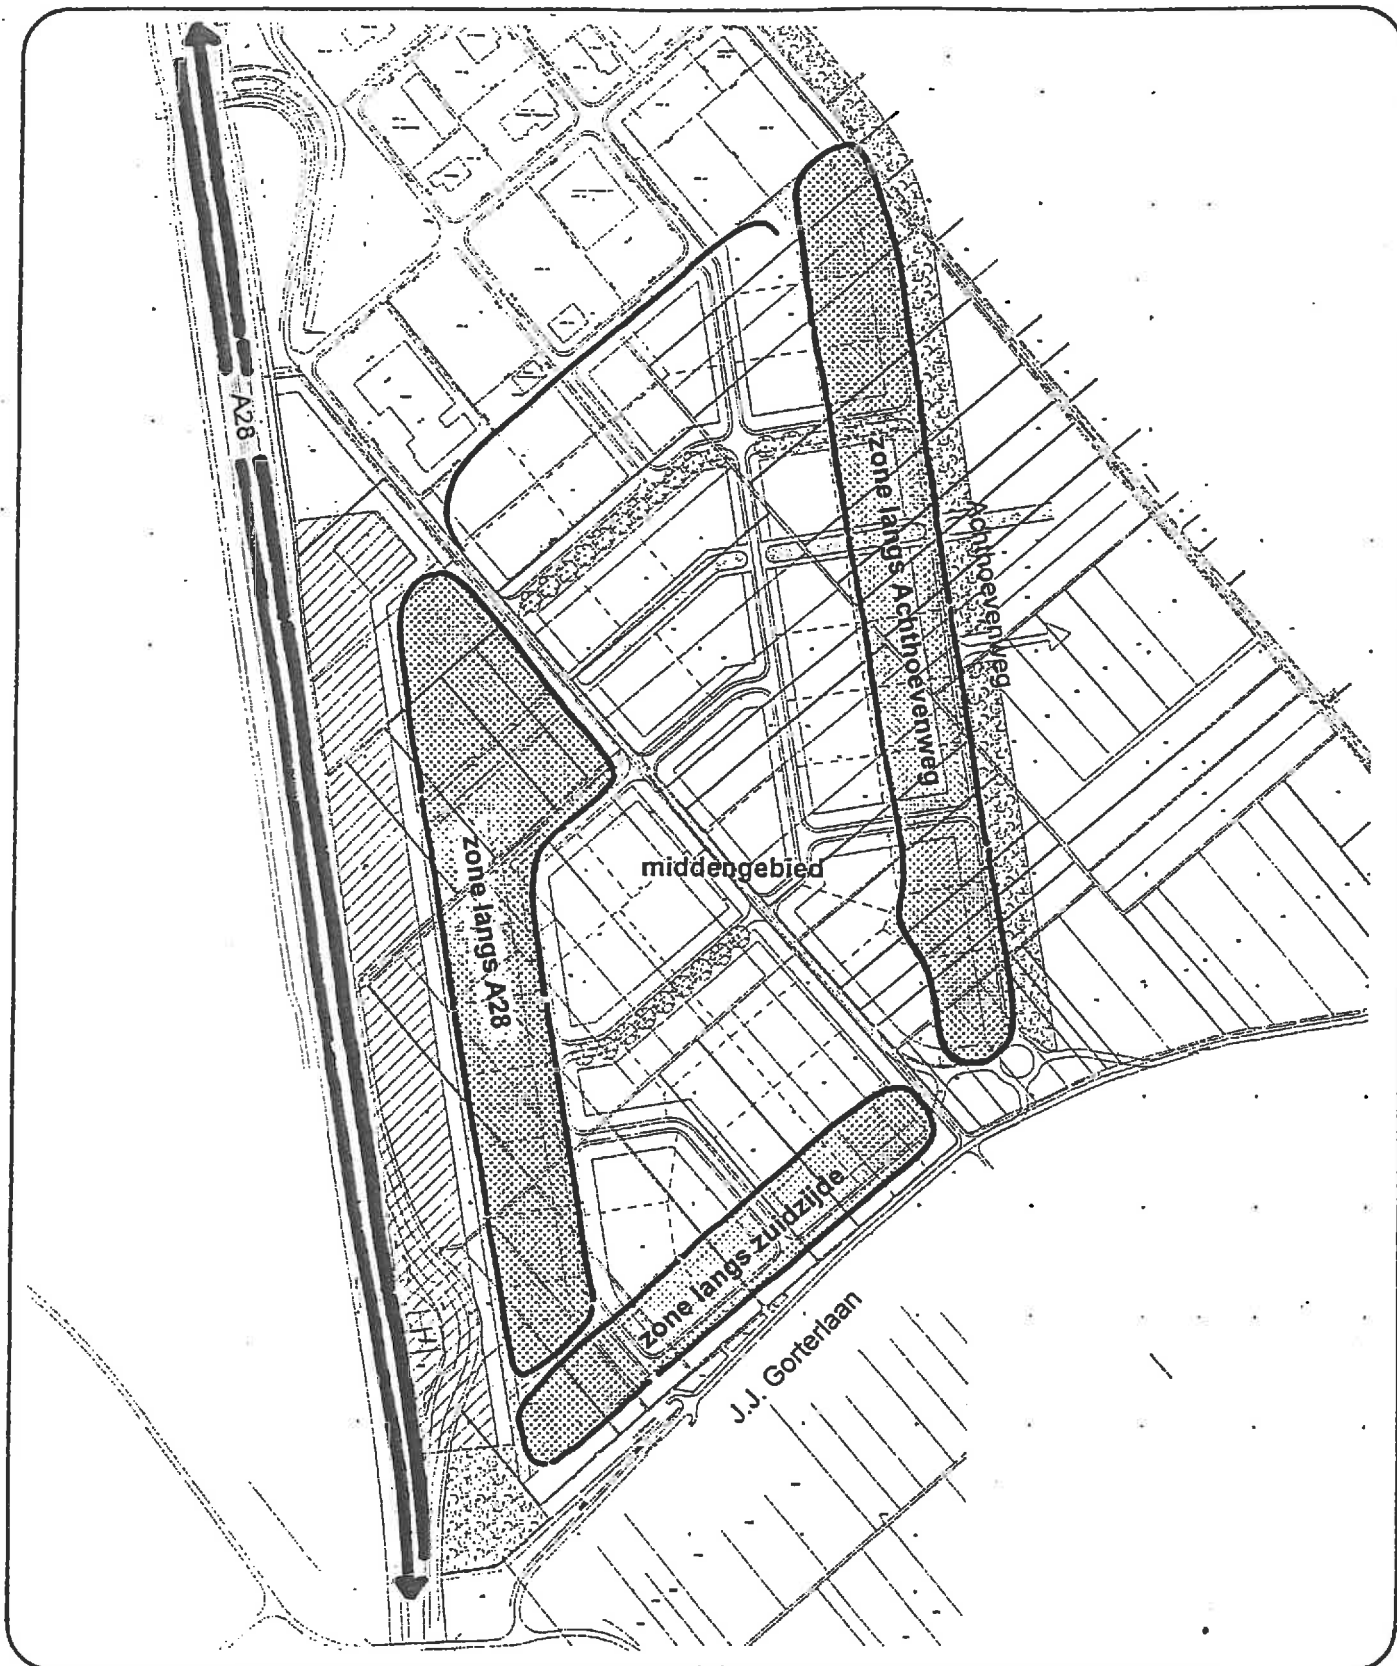 A28
zone langs Achthoevenweg
Achthoevenweg
middengebied
zone langs A28
zone langs zuidzijde
J.J. Gorterlaan